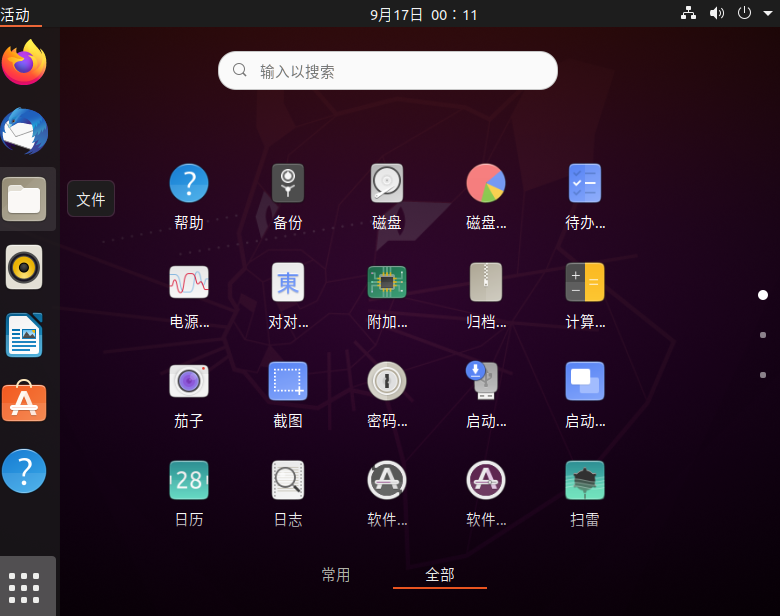 活动
9月17日 00：11
输入以搜索
文件
帮助
备份
磁盘
磁盘...
待办...
电源...
東
对对...
附加...
归档...
计算...
茄子
截图
密码...
启动...
启动...
28
日历
日志
软件...
软件...
扫雷
常用
全部